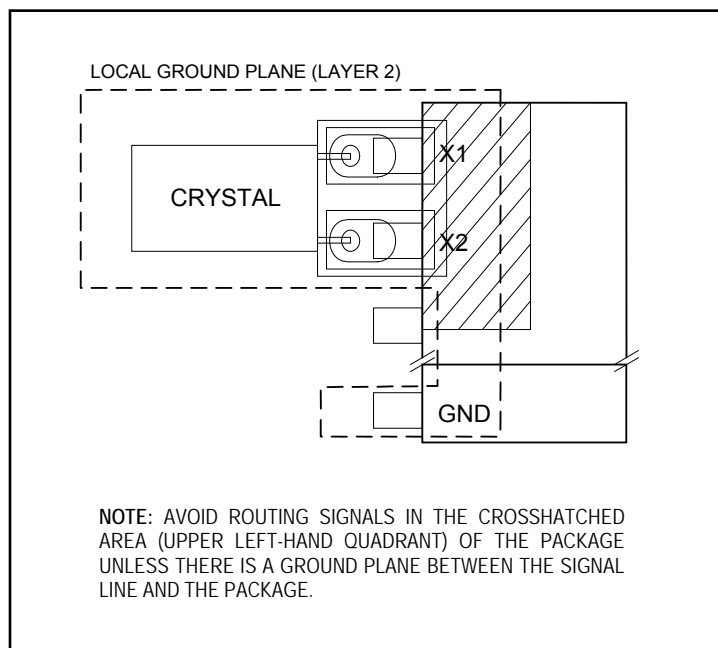 LOCAL GROUND PLANE (LAYER 2)
X1
CRYSTAL
X2
GND
NOTE: AVOID ROUTING SIGNALS IN THE CROSSHATCHED
AREA (UPPER LEFT-HAND QUADRANT) OF THE PACKAGE
UNLESS THERE IS A GROUND PLANE BETWEEN THE SIGNAL
LINE AND THE PACKAGE.